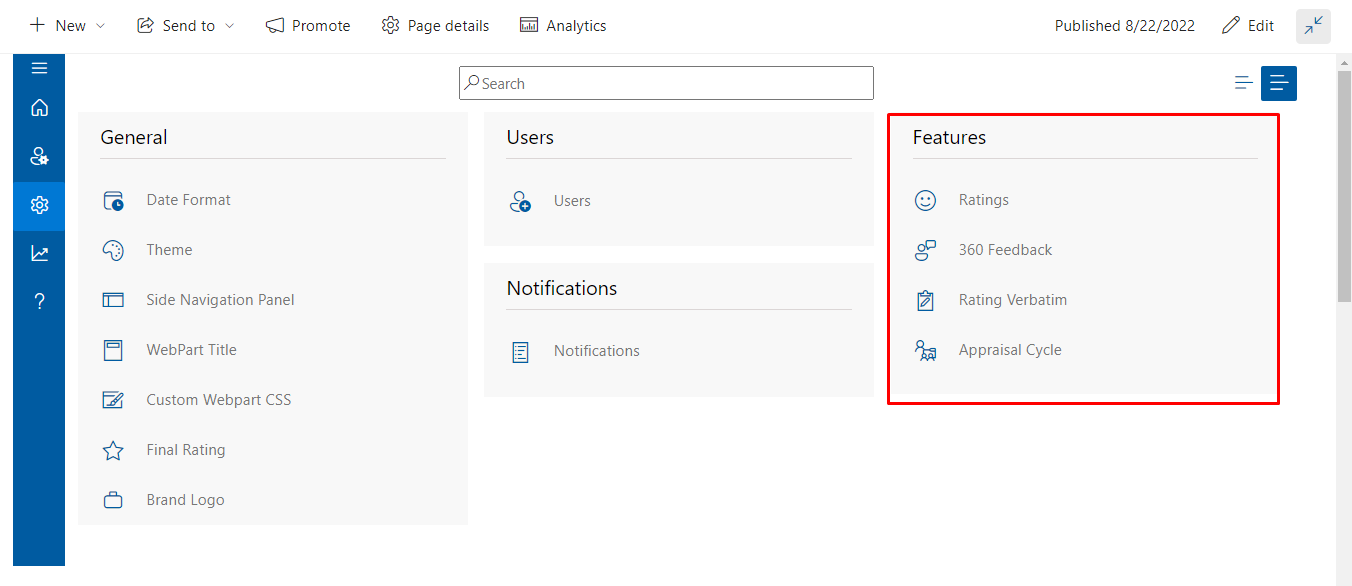 New
Send to
Promote
Page details
Analytics
Published 8/22/2022
Edit
Search
General
Date Format
Theme
Side Navigation Panel
WebPart Title
Custom Webpart CSS
Final Rating
Brand Logo
Users
Users
Notifications
Notifications
Features
Ratings
360 Feedback
Rating Verbatim
Appraisal Cycle